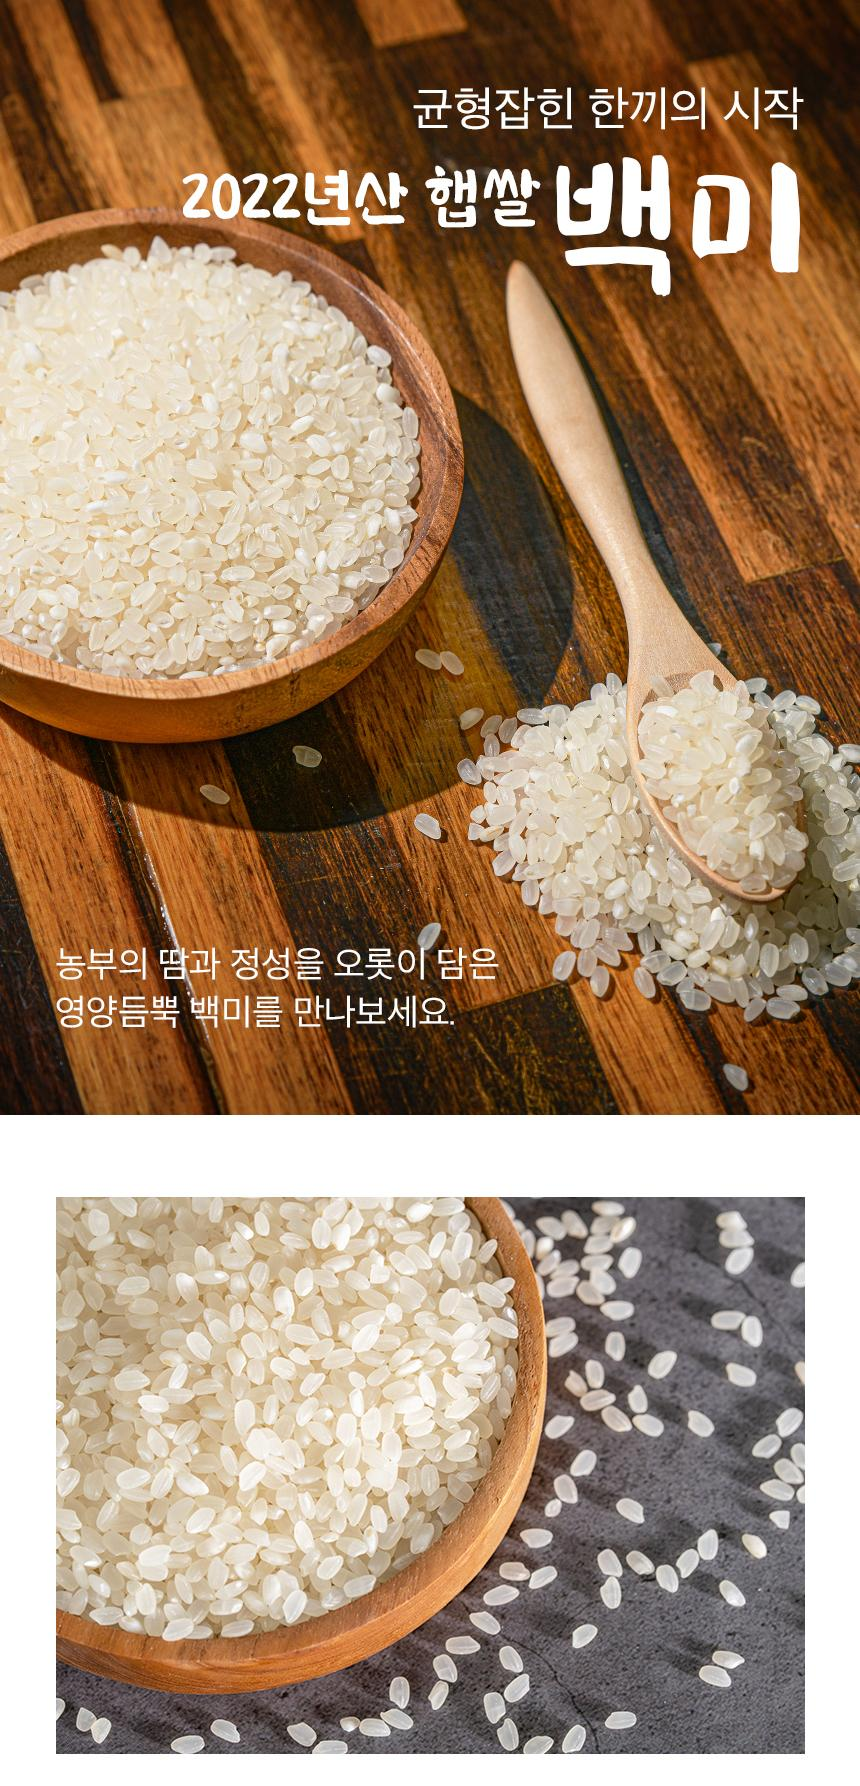 균형잡힌 한끼의 시작
2022년산 햅쌀 백미
농부의 땀과 정성을 오롯이 담은
영양듬뿍 백미를 만나보세요.